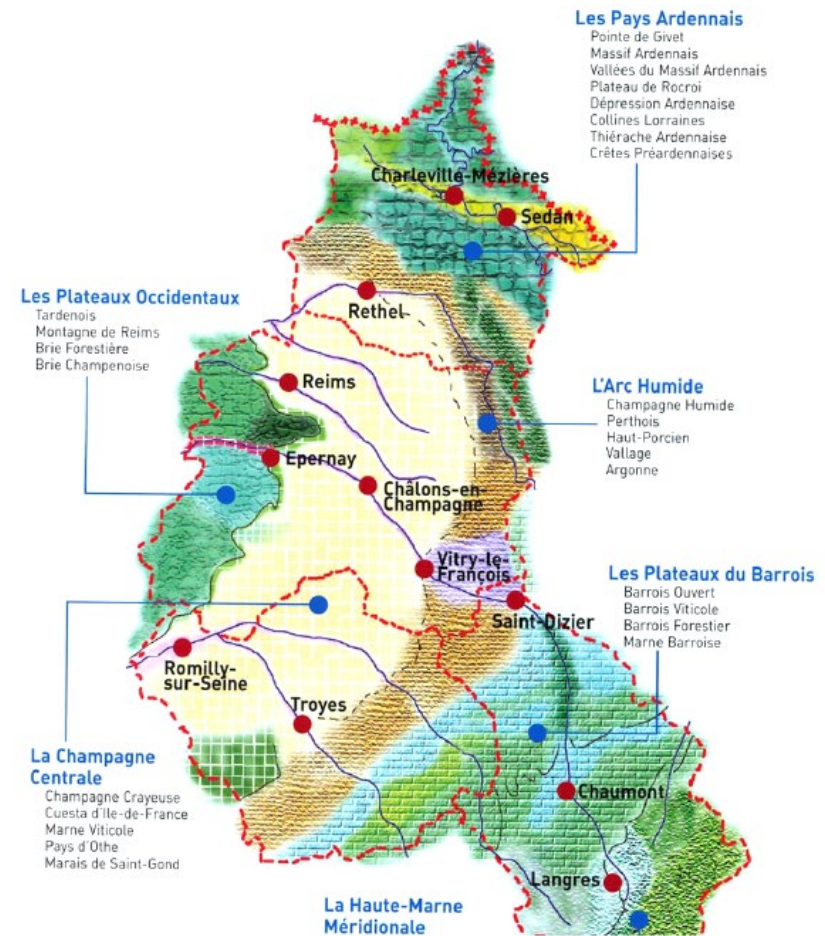 Les Pays Ardennais
Pointe de Givet
Massif Ardennais
Vallées du Massif Ardennais
Plateau de Rocroi
Dépression Ardennaise
Collines Lorraines
Thiérache Ardennaise
Crêtes Préardennaises
Charleville-Mézières
Sedan
Rethel
Les Plateaux Occidentaux
Tardenois
Montagne de Reims
Brie Forestière
Brie Champenoise
Reims
L'Arc Humide
Champagne Humide
Perthois
Haut-Porcien
Vallage
Argonne
Epernay
Châlons-en-
Champagne
Vitry-le-
François
Saint-Dizier
Les Plateaux du Barrois
Barrois Ouvert
Barrois Viticole
Barrois Forestier
Marne Barroise
Romilly-
sur-Seine
Troyes
La Champagne
Centrale
Champagne Crayeuse
Cuesta d'Ile-de-France
Marne Viticole
Pays d'Othe
Marais de Saint-Gond
Chaumont
Langres
La Haute-Marne
Méridionale